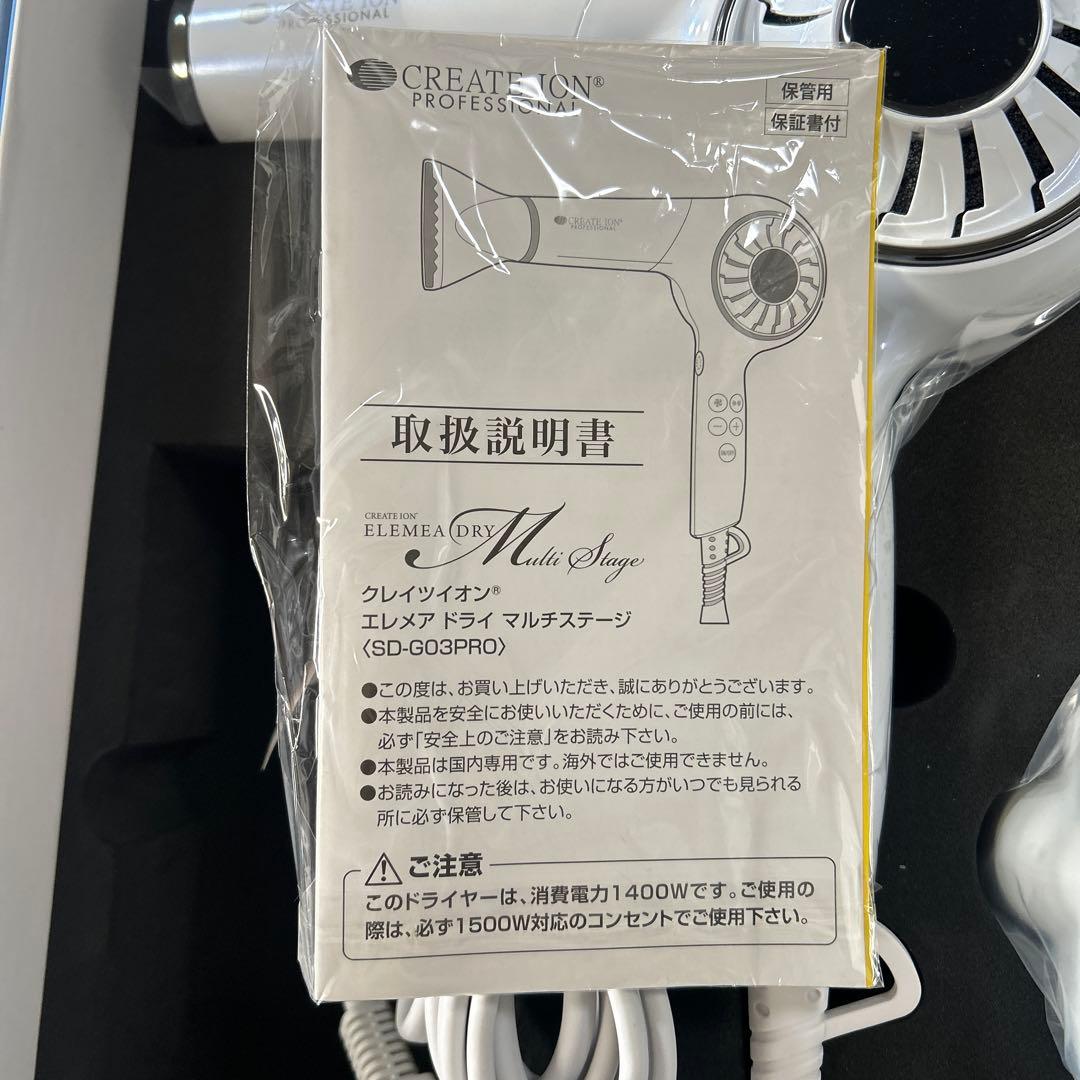 CREATE ION
PROFESSIONAL
CREATE ION®
PROFESSIONAL
保管用
保証書付
CREATE ION®
PROFESSIONAL
取扱説明書
CREATE ION™
ELEMEA DRY Multi Stage
クレイツイオン®
エレメア ドライ マルチステージ
〈SD-G03PRO〉
●この度は、お買い上げいただき、誠にありがとうございます。
●本製品を安全にお使いいただくために、ご使用の前には、
必ず「安全上のご注意」をお読み下さい。
●本製品は国内専用です。海外ではご使用できません。
●お読みになった後は、お使いになる方がいつでも見られる
所に必ず保管して下さい。
ご注意
このドライヤーは、消費電力1400Wです。ご使用の
際は、必ず1500W対応のコンセントでご使用下さい。